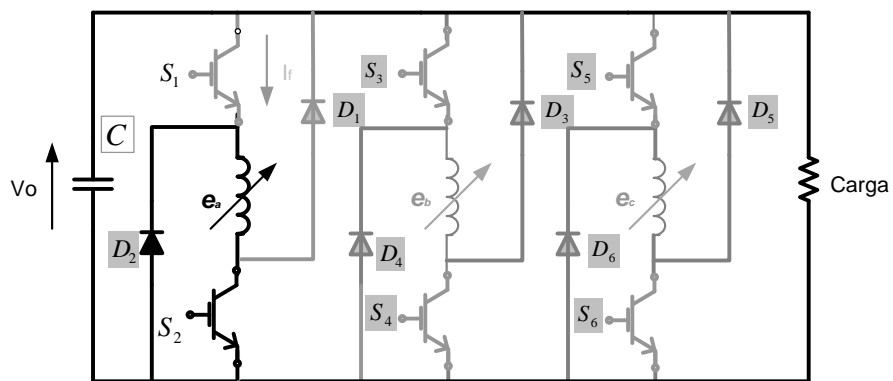 S1
If
D1
S3
D3
S5
D5
C
Vo
ea
eb
ec
Carga
D2
D4
D6
S2
S4
S6